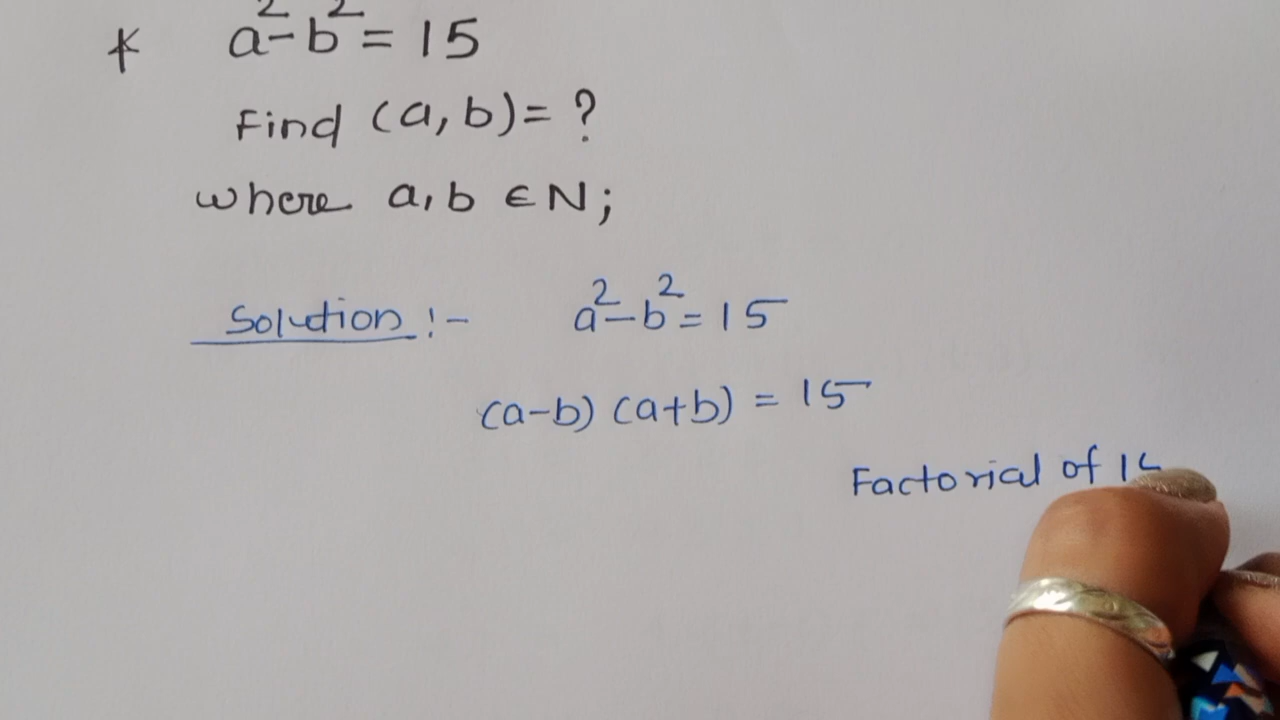 * a²-b² = 15
Find (a,b) = ?
where a,b ∈ N;
Solution :- a²-b² = 15
(a-b) (a+b) = 15
Factorial of